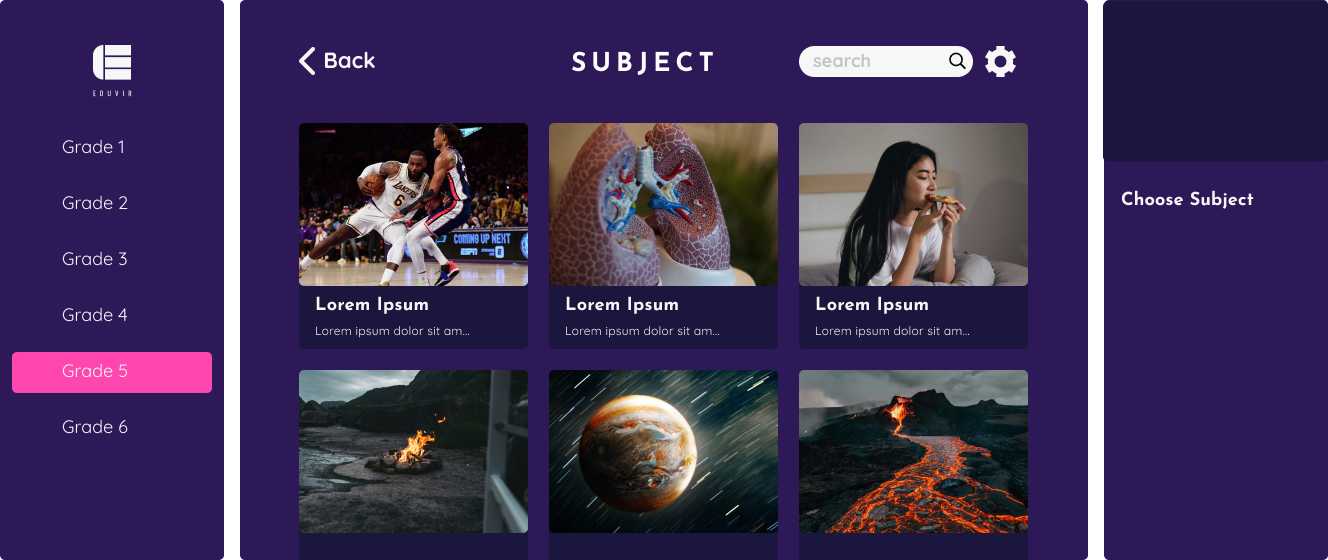 EDUVIR
Grade 1
Grade 2
Grade 3
Grade 4
Grade 5
Grade 6
Back
SUBJECT
search
LAKERS
6
COMING UP NEXT
ESPN
Lorem Ipsum
Lorem ipsum dolor sit am...
Lorem Ipsum
Lorem ipsum dolor sit am...
Lorem Ipsum
Lorem ipsum dolor sit am...
Choose Subject